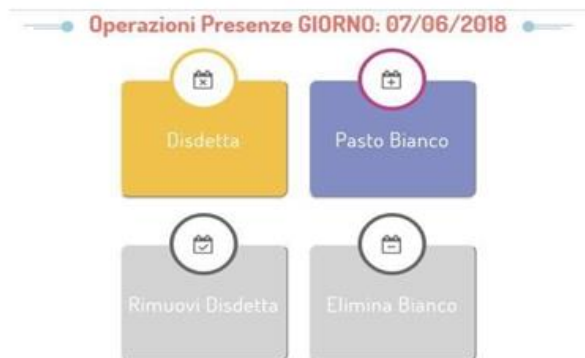 Operazioni Presenze GIORNO: 07/06/2018
Disdetta
Pasto Bianco
Rimuovi Disdetta
Elimina Bianco